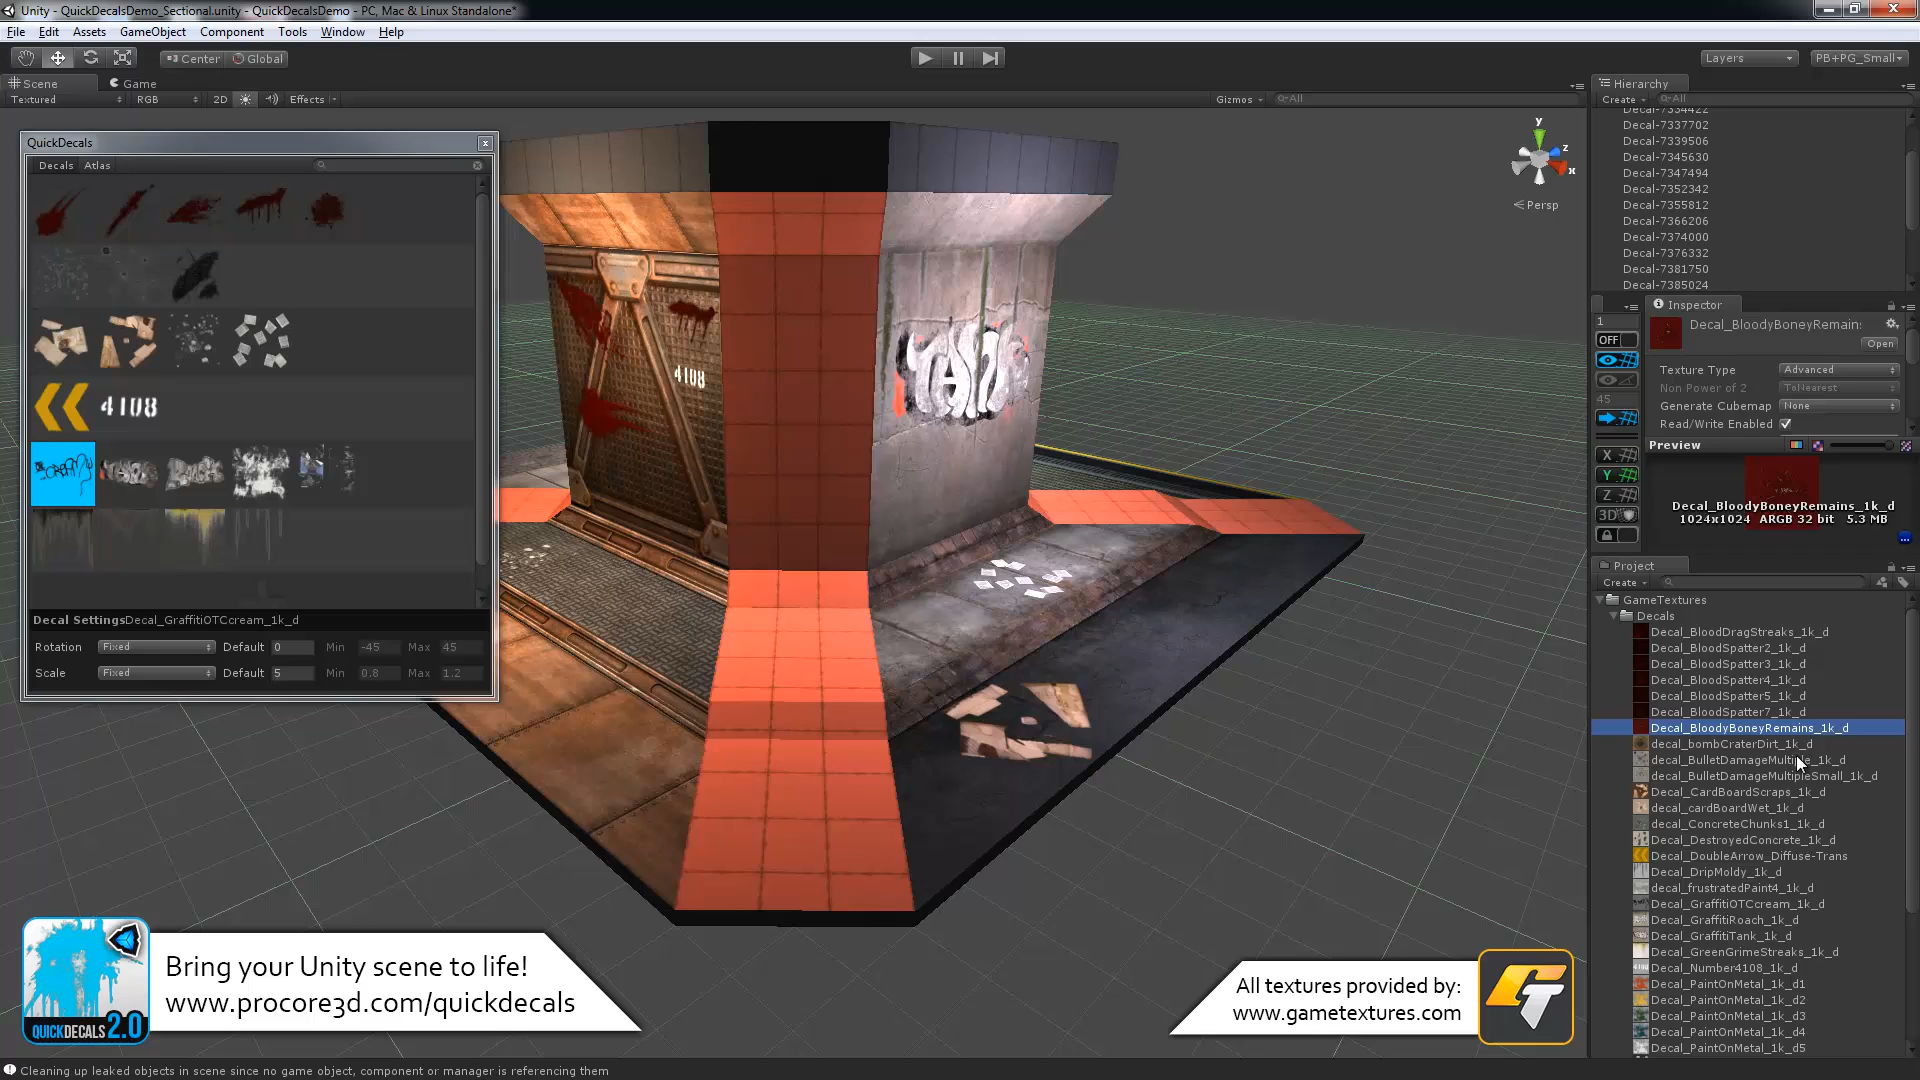 Unity - QuickDecalsDemo_Sectional.unity - QuickDecalsDemo - PC, Mac & Linux Standalone*
File Edit Assets GameObject Component Tools Window Help
Center Global
Layers PB+PG_Small
Scene Game
Textured RGB 2D Effects Gizmos All
Hierarchy
Create All
Decal-7334422
Decal-7337702
Decal-7339506
Decal-7345630
Decal-7347494
Decal-7352342
Decal-7355812
Decal-7366206
Decal-7374000
Decal-7376332
Decal-7381750
Decal-7385024
y
z
x
Persp
QuickDecals
Decals Atlas
4108
4108
TANK
Decal SettingsDecal_GraffitiOTCcream_1k_d
Rotation Fixed Default 0 Min -45 Max 45
Scale Fixed Default 5 Min 0.8 Max 1.2
1
OFF
45
X
Y
Z
3D
Inspector
Decal_BloodyBoneyRemain:
Open
Texture Type Advanced
Non Power of 2 ToNearest
Generate Cubemap None
Read/Write Enabled
Preview
Decal_BloodyBoneyRemains_1k_d
1024x1024 ARGB 32 bit 5.3 MB
Project
Create
GameTextures
Decals
Decal_BloodDragStreaks_1k_d
Decal_BloodSpatter2_1k_d
Decal_BloodSpatter3_1k_d
Decal_BloodSpatter4_1k_d
Decal_BloodSpatter5_1k_d
Decal_BloodSpatter7_1k_d
Decal_BloodyBoneyRemains_1k_d
decal_bombCraterDirt_1k_d
decal_BulletDamageMultiple_1k_d
decal_BulletDamageMultipleSmall_1k_d
Decal_CardBoardScraps_1k_d
decal_cardBoardWet_1k_d
decal_ConcreteChunks1_1k_d
Decal_DestroyedConcrete_1k_d
Decal_DoubleArrow_Diffuse-Trans
Decal_DripMoldy_1k_d
decal_frustratedPaint4_1k_d
Decal_GraffitiOTCcream_1k_d
Decal_GraffitiRoach_1k_d
Decal_GraffitiTank_1k_d
Decal_GreenGrimeStreaks_1k_d
Decal_Number4108_1k_d
Decal_PaintOnMetal_1k_d1
Decal_PaintOnMetal_1k_d2
Decal_PaintOnMetal_1k_d3
Decal_PaintOnMetal_1k_d4
Decal_PaintOnMetal_1k_d5
QUICKDECALS 2.0
Bring your Unity scene to life!
www.procore3d.com/quickdecals
All textures provided by:
www.gametextures.com
GT
Cleaning up leaked objects in scene since no game object, component or manager is referencing them